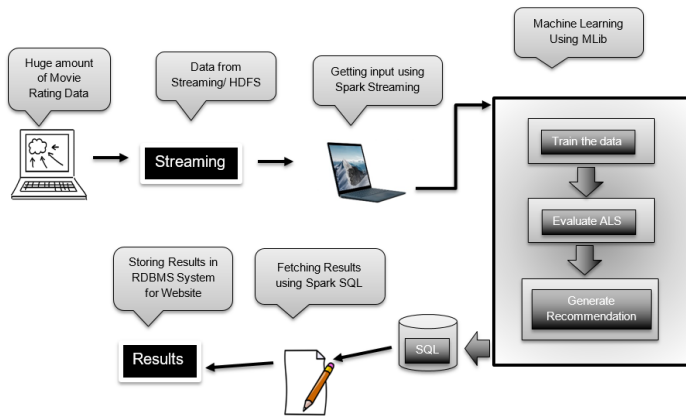 Huge amount
of Movie
Rating Data
Data from
Streaming/ HDFS
Getting input using
Spark Streaming
Machine Learning
Using MLib
Streaming
Train the data
Evaluate ALS
Generate
Recommendation
Storing Results in
RDBMS System
for Website
Fetching Results
using Spark SQL
SQL
Results